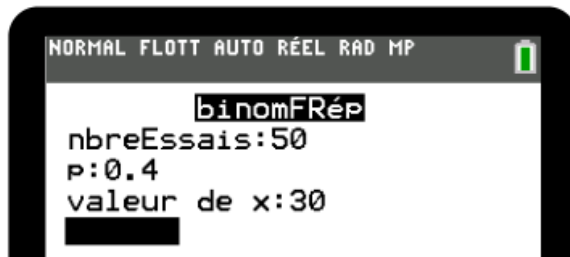 NORMAL FLOTT AUTO RÉEL RAD MP
binomFRép
nbreEssais:50
p:0.4
valeur de x:30